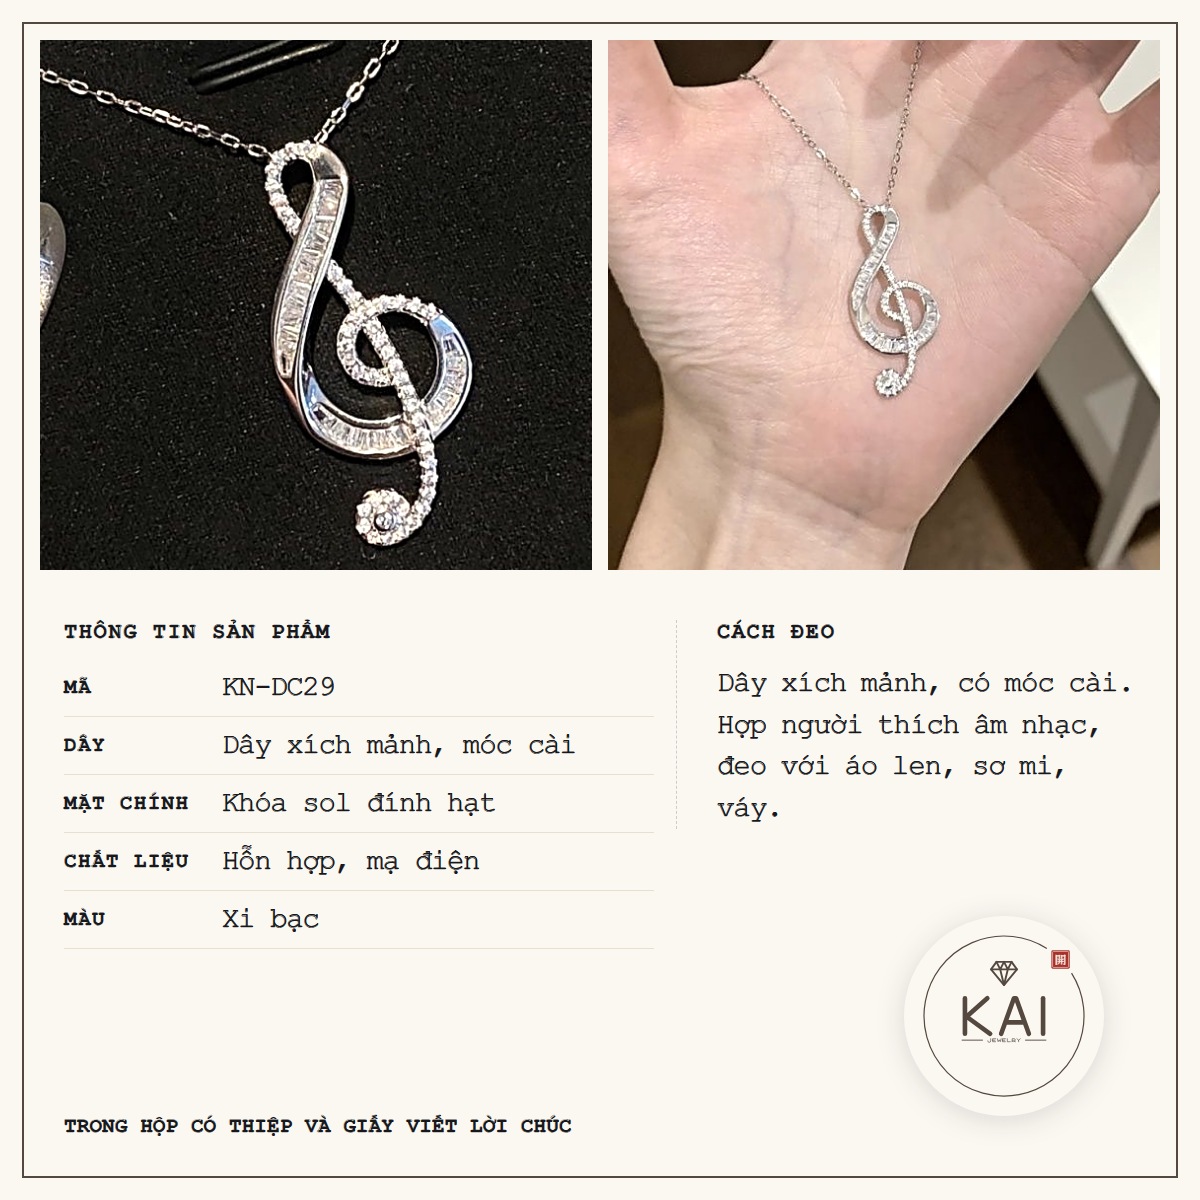 THÔNG TIN SẢN PHẨM
MÃ KN-DC29
DÂY Dây xích mảnh, móc cài
MẶT CHÍNH Khóa sol đính hạt
CHẤT LIỆU Hỗn hợp, mạ điện
MÀU Xi bạc
CÁCH ĐEO
Dây xích mảnh, có móc cài.
Hợp người thích âm nhạc,
đeo với áo len, sơ mi,
váy.
開
KAI
JEWELRY
TRONG HỘP CÓ THIỆP VÀ GIẤY VIẾT LỜI CHÚC